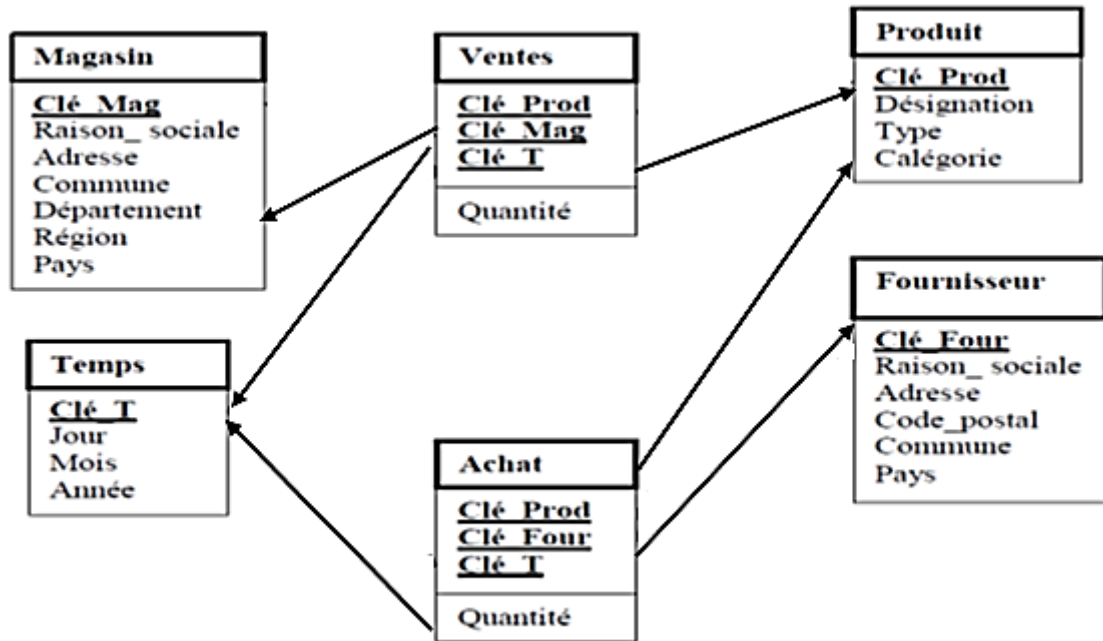 Magasin
Clé_Mag
Raison_ sociale
Adresse
Commune
Département
Région
Pays
Ventes
Clé_Prod
Clé_Mag
Clé_T
Quantité
Produit
Clé_Prod
Désignation
Type
Calégorie
Temps
Clé_T
Jour
Mois
Année
Achat
Clé_Prod
Clé_Four
Clé_T
Quantité
Fournisseur
Clé_Four
Raison_ sociale
Adresse
Code_postal
Commune
Pays